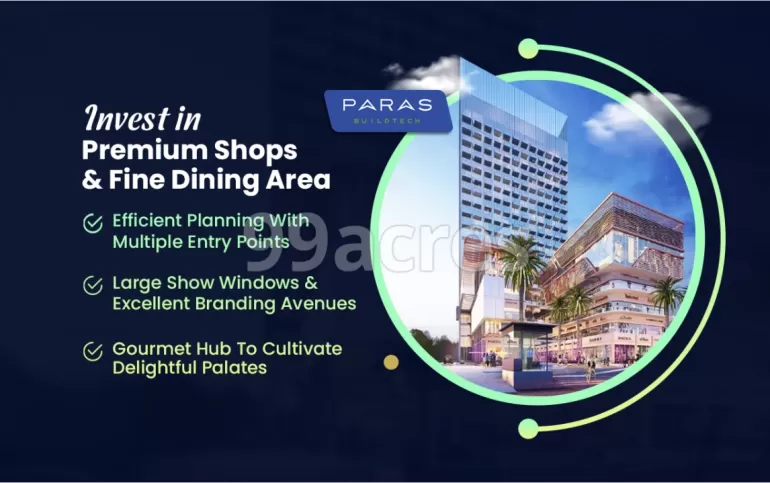 Invest in
Premium Shops
& Fine Dining Area
PARAS
BUILDTECH
Efficient Planning With
Multiple Entry Points
99acres
Large Show Windows &
Excellent Branding Avenues
Gourmet Hub To Cultivate
Delightful Palates